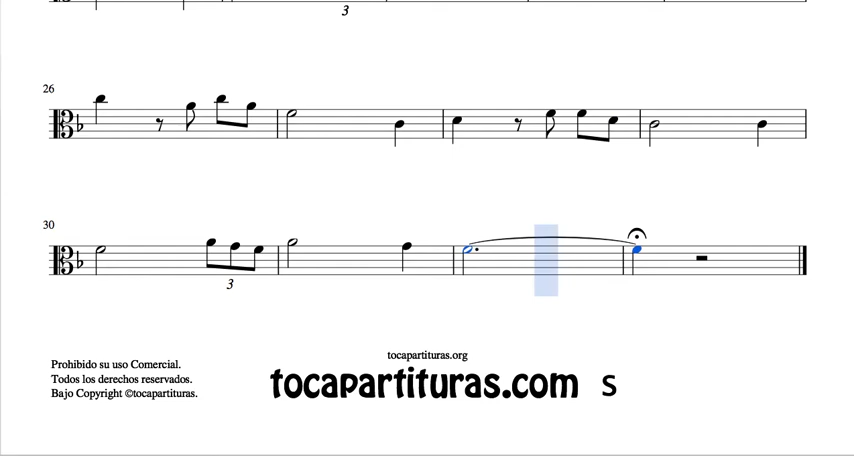 3
26
30
3
tocapartituras.org
Prohibido su uso Comercial.
Todos los derechos reservados.
Bajo Copyright ©tocapartituras.
tocapartituras.com s